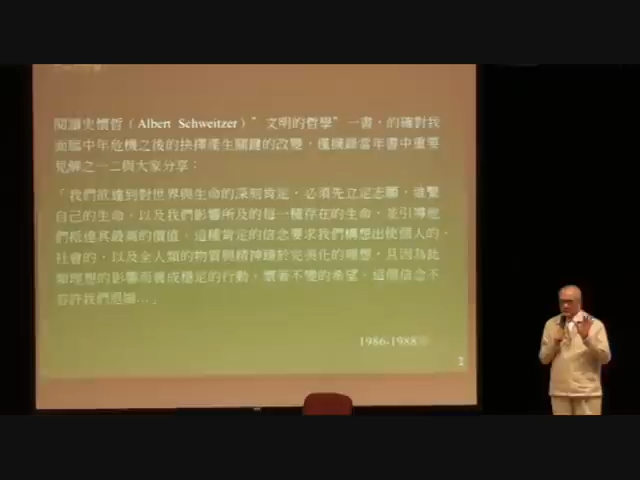 閱讀史懷哲（Albert Schweitzer）”文明的哲學”一書，的確對我
面臨中年危機之後的抉擇產生關鍵的改變，僅摘錄當年書中重要
見解之一二與大家分享：
「我們欲達到對世界與生命的深刻肯定，必須先立定志願，維繫
自己的生命，以及我們影響所及的每一種存在的生命，並引導他
們抵達其最高的價值，這種肯定的信念要求我們構想出使個人的，
社會的，以及全人類的物質與精神臻於完美化的理想，且因為此
類理想的影響而養成穩定的行動，懷著不變的希望，這個信念不
容許我們退縮…」
1986-1988
1